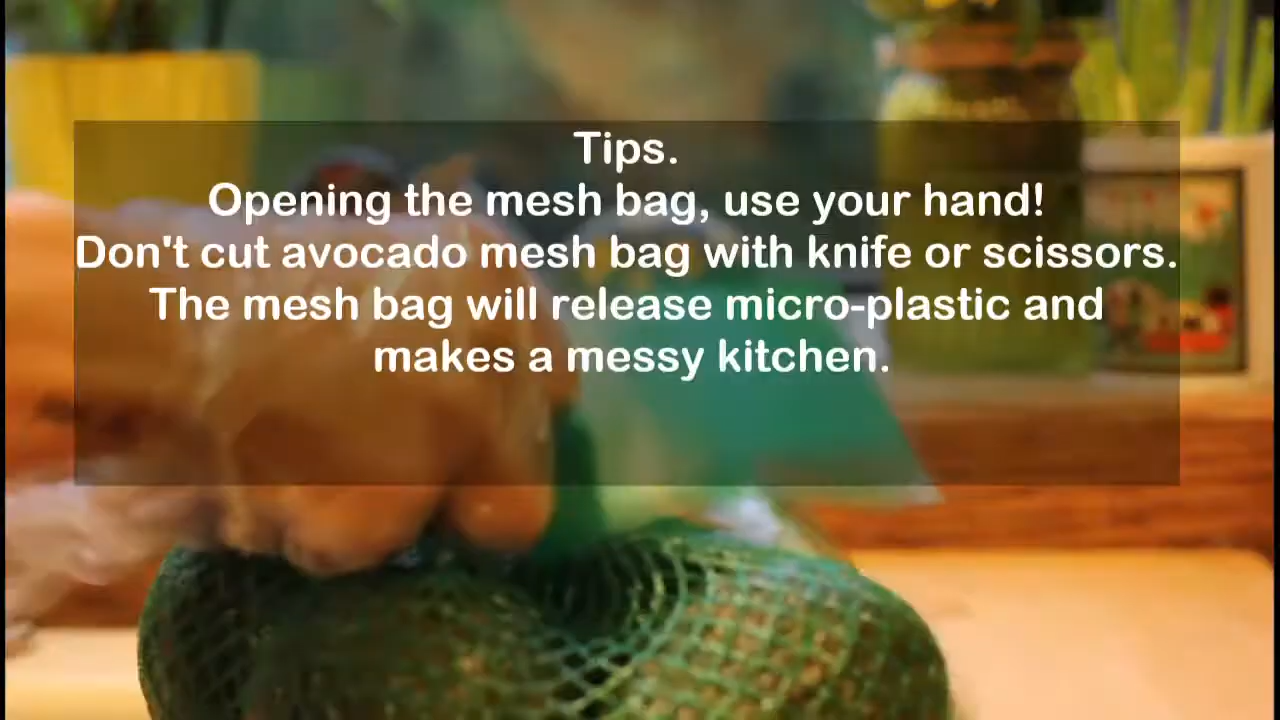 Tips.
Opening the mesh bag, use your hand!
Don't cut avocado mesh bag with knife or scissors.
The mesh bag will release micro-plastic and
makes a messy kitchen.